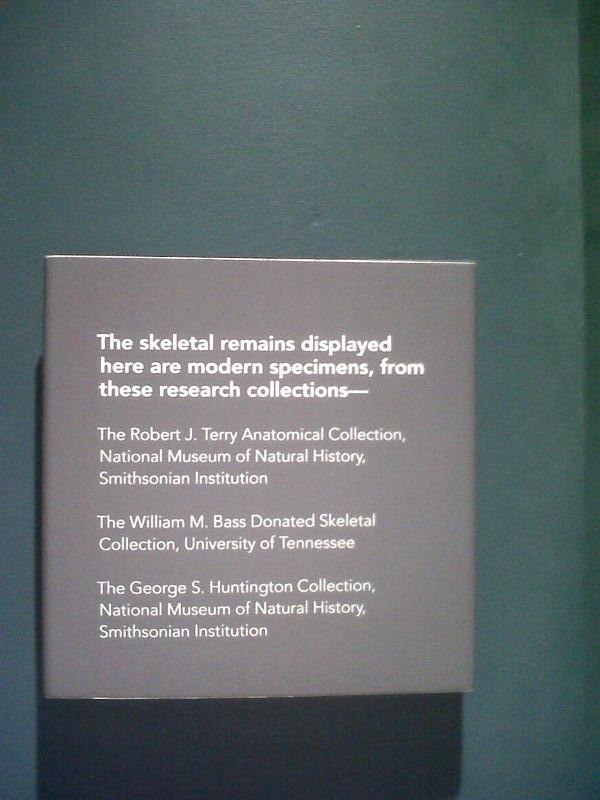 The skeletal remains displayed
here are modern specimens, from
these research collections—
The Robert J. Terry Anatomical Collection,
National Museum of Natural History,
Smithsonian Institution
The William M. Bass Donated Skeletal
Collection, University of Tennessee
The George S. Huntington Collection,
National Museum of Natural History,
Smithsonian Institution